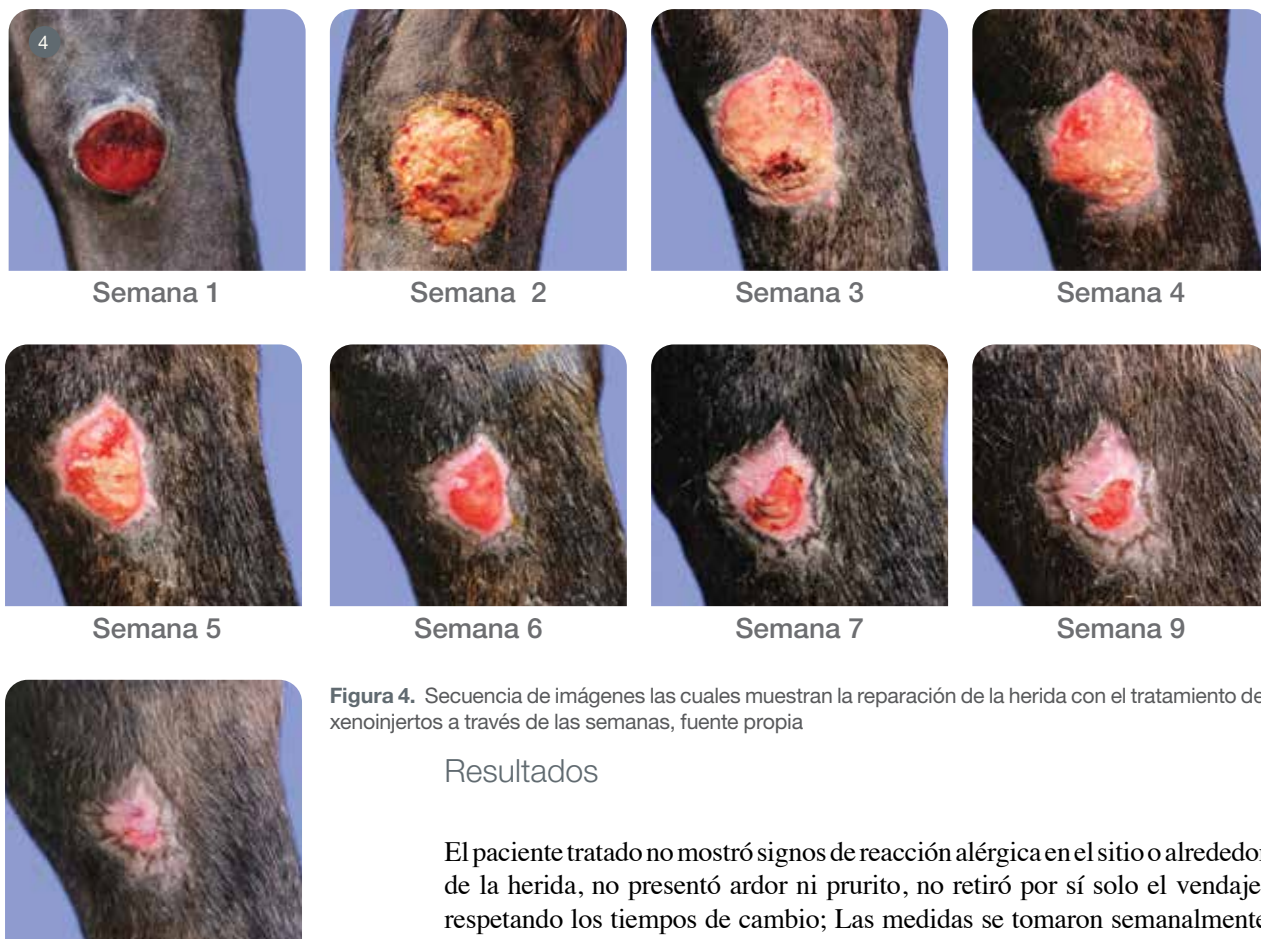 4
Semana 1
Semana 2
Semana 3
Semana 4
Semana 5
Semana 6
Semana 7
Semana 9
Figura 4. Secuencia de imágenes las cuales muestran la reparación de la herida con el tratamiento de
xenoinjertos a través de las semanas, fuente propia
Resultados
El paciente tratado no mostró signos de reacción alérgica en el sitio o alrededor
de la herida, no presentó ardor ni prurito, no retiró por sí solo el vendaje
respetando los tiempos de cambio; Las medidas se tomaron semanalmente